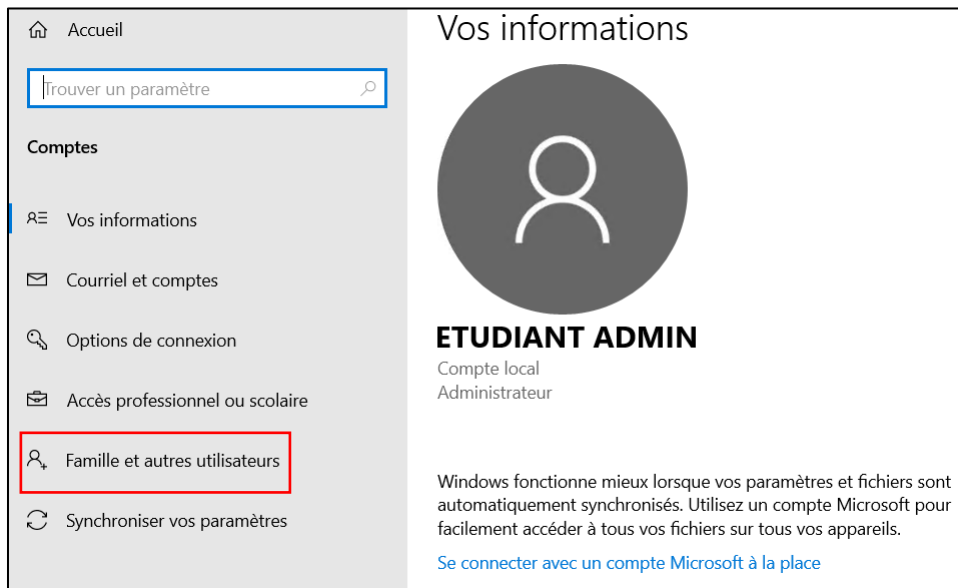 Accueil
Trouver un paramètre
Comptes
Vos informations
Courriel et comptes
Options de connexion
Accès professionnel ou scolaire
Famille et autres utilisateurs
Synchroniser vos paramètres
Vos informations
ETUDIANT ADMIN
Compte local
Administrateur
Windows fonctionne mieux lorsque vos paramètres et fichiers sont
automatiquement synchronisés. Utilisez un compte Microsoft pour
facilement accéder à tous vos fichiers sur tous vos appareils.
Se connecter avec un compte Microsoft à la place